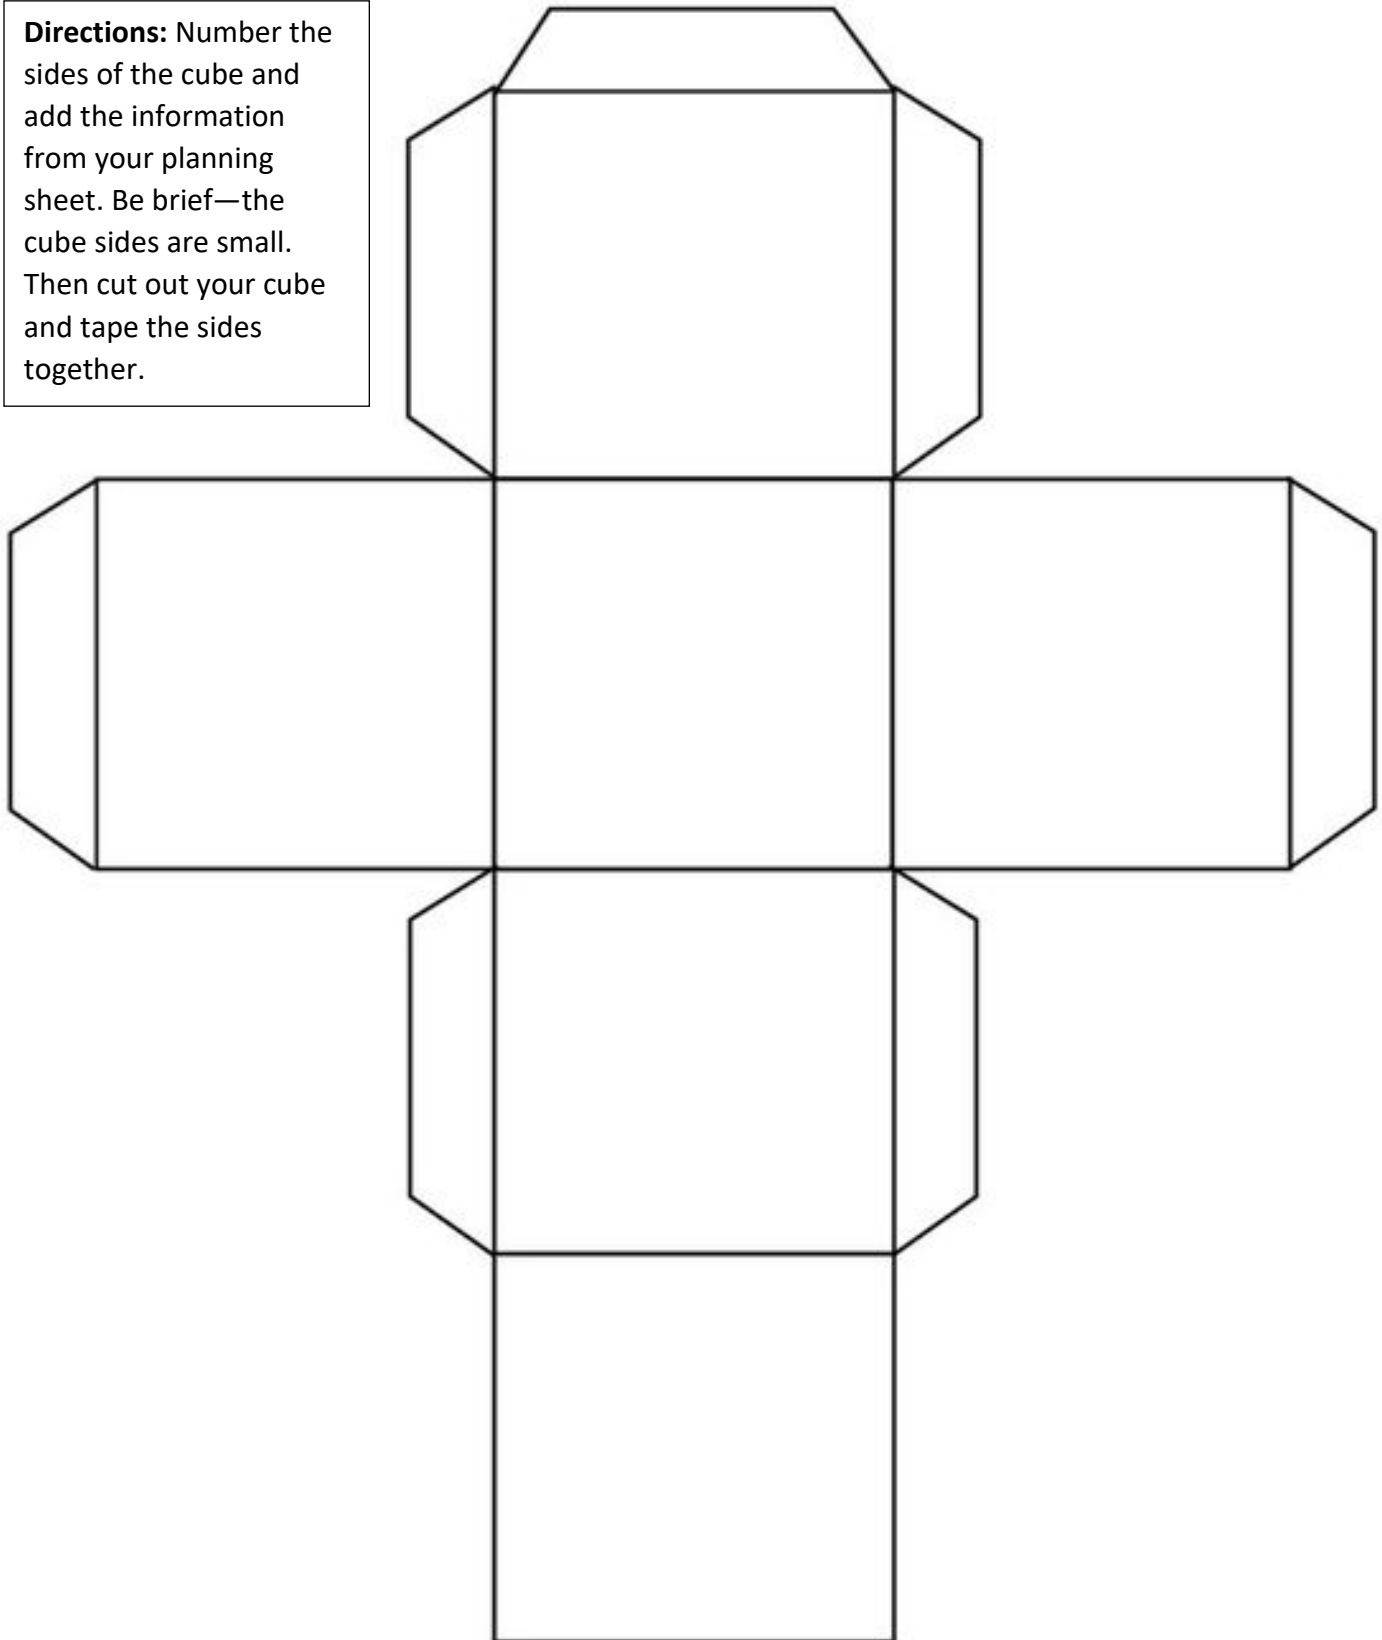 Directions: Number the
sides of the cube and
add the information
from your planning
sheet. Be brief—the
cube sides are small.
Then cut out your cube
and tape the sides
together.